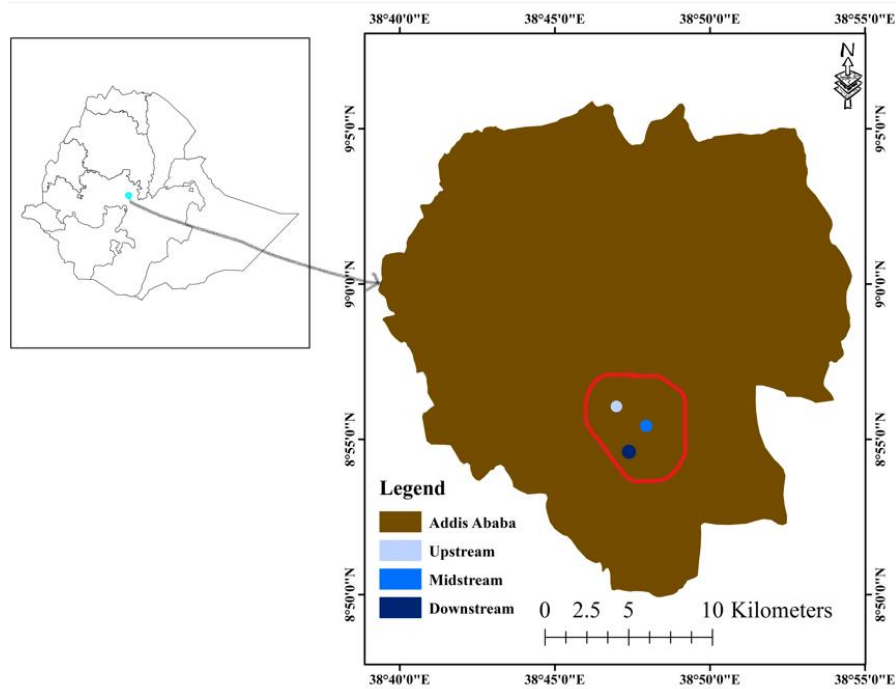 38°40'0"E 38°45'0"E 38°50'0"E 38°55'0"E
N
9°5'0"N 9°5'0"N
9°0'0"N 9°0'0"N
8°55'0"N 8°55'0"N
Legend
Addis Ababa
Upstream
Midstream
Downstream
8°50'0"N 8°50'0"N
0 2.5 5 10 Kilometers
38°40'0"E 38°45'0"E 38°50'0"E 38°55'0"E